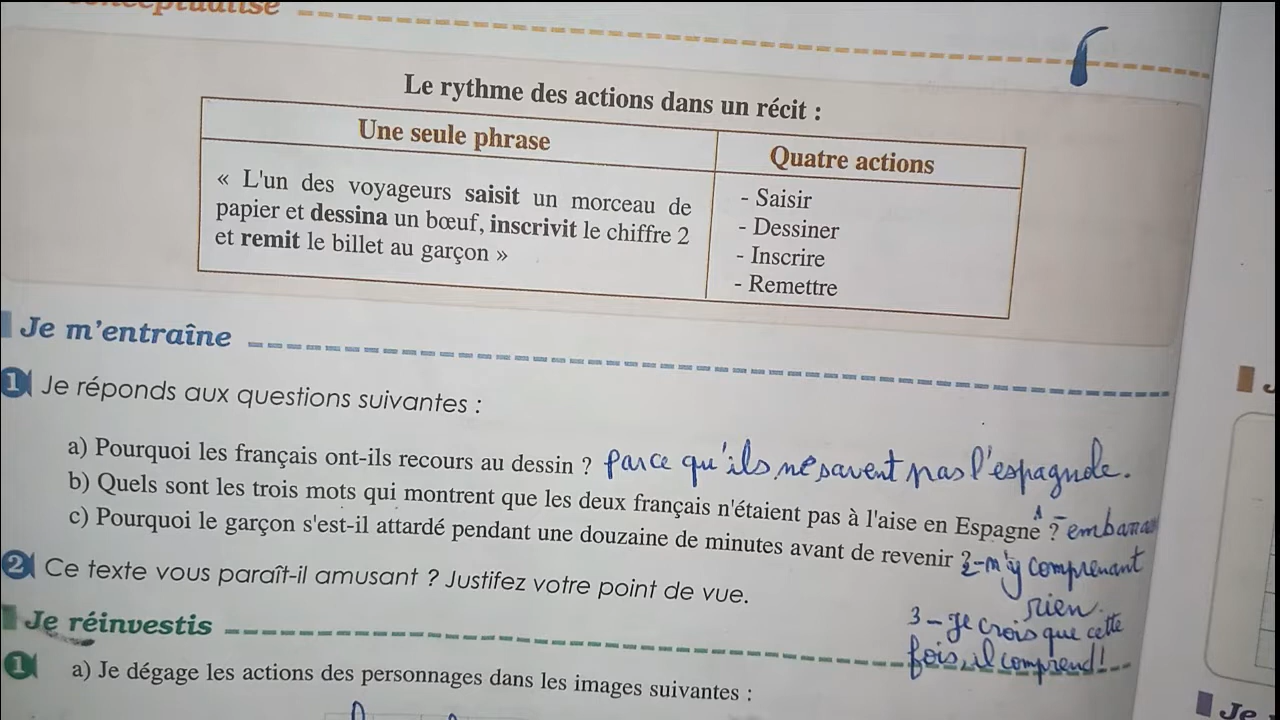 conceptualise
Le rythme des actions dans un récit :
Une seule phrase
Quatre actions
« L'un des voyageurs saisit un morceau de
papier et dessina un bœuf, inscrivit le chiffre 2
et remit le billet au garçon »
- Saisir
- Dessiner
- Inscrire
- Remettre
Je m'entraîne
1 Je réponds aux questions suivantes :
a) Pourquoi les français ont-ils recours au dessin ? parce qu'ils ne savent pas l'espagnole.
b) Quels sont les trois mots qui montrent que les deux français n'étaient pas à l'aise en Espagne ? 1 –
c) Pourquoi le garçon s'est-il attardé pendant une douzaine de minutes avant de revenir ?
2 – n'y comprenant
rien.
2 Ce texte vous paraît-il amusant ? Justifez votre point de vue.
3 – Je crois que cette
fois, il comprend!
Je réinvestis
1 a) Je dégage les actions des personnages dans les images suivantes :
Je